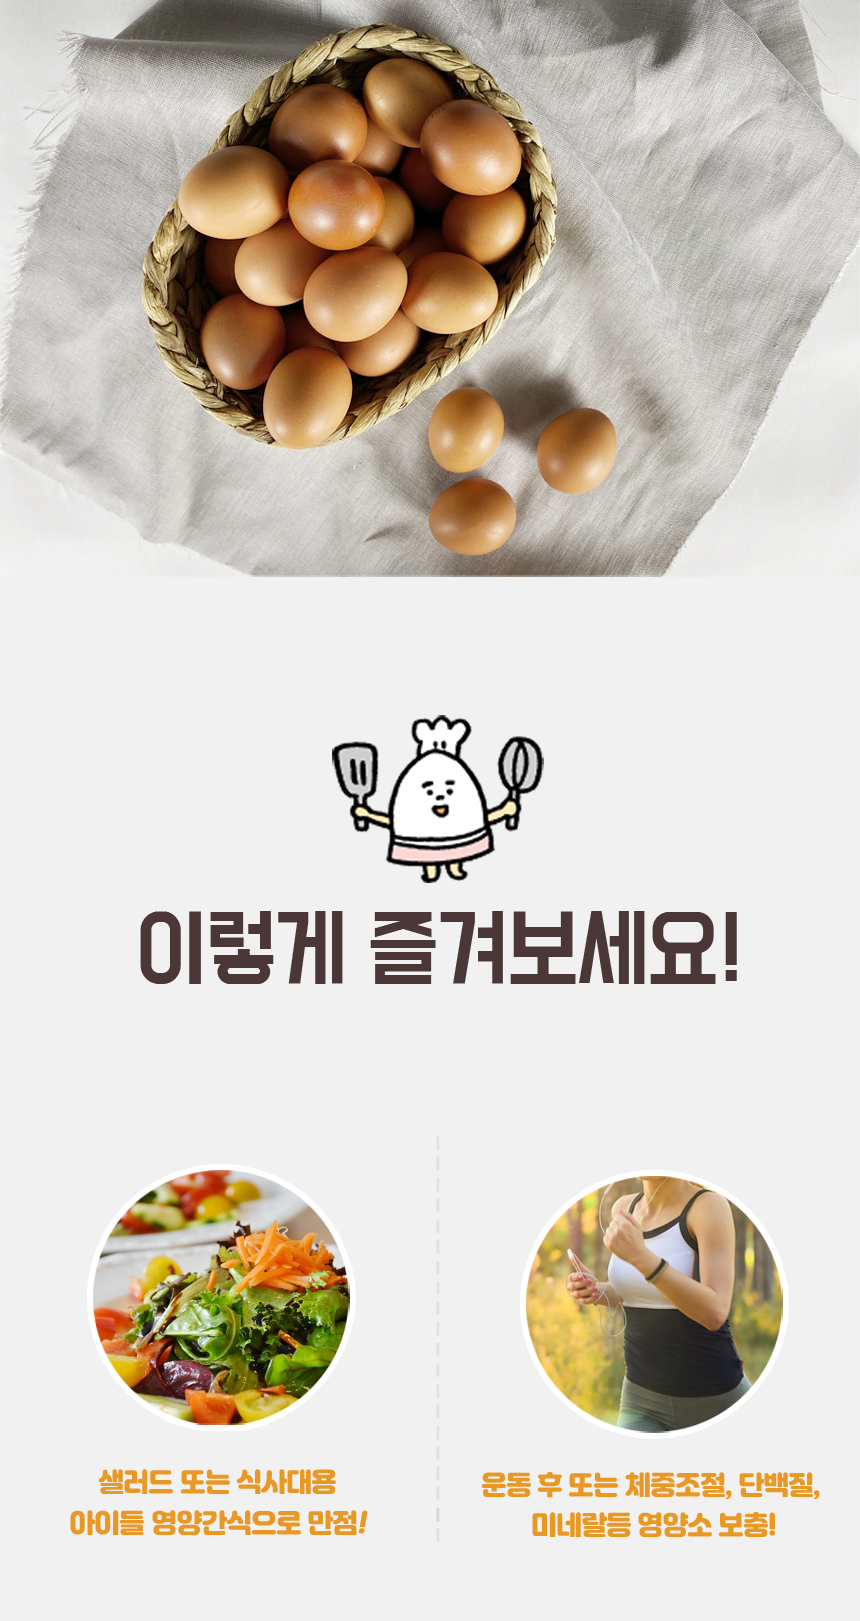 이렇게 즐겨보세요!
샐러드 또는 식사대용
아이들 영양간식으로 만점!
운동 후 또는 체중조절, 단백질,
미네랄등 영양소 보충!